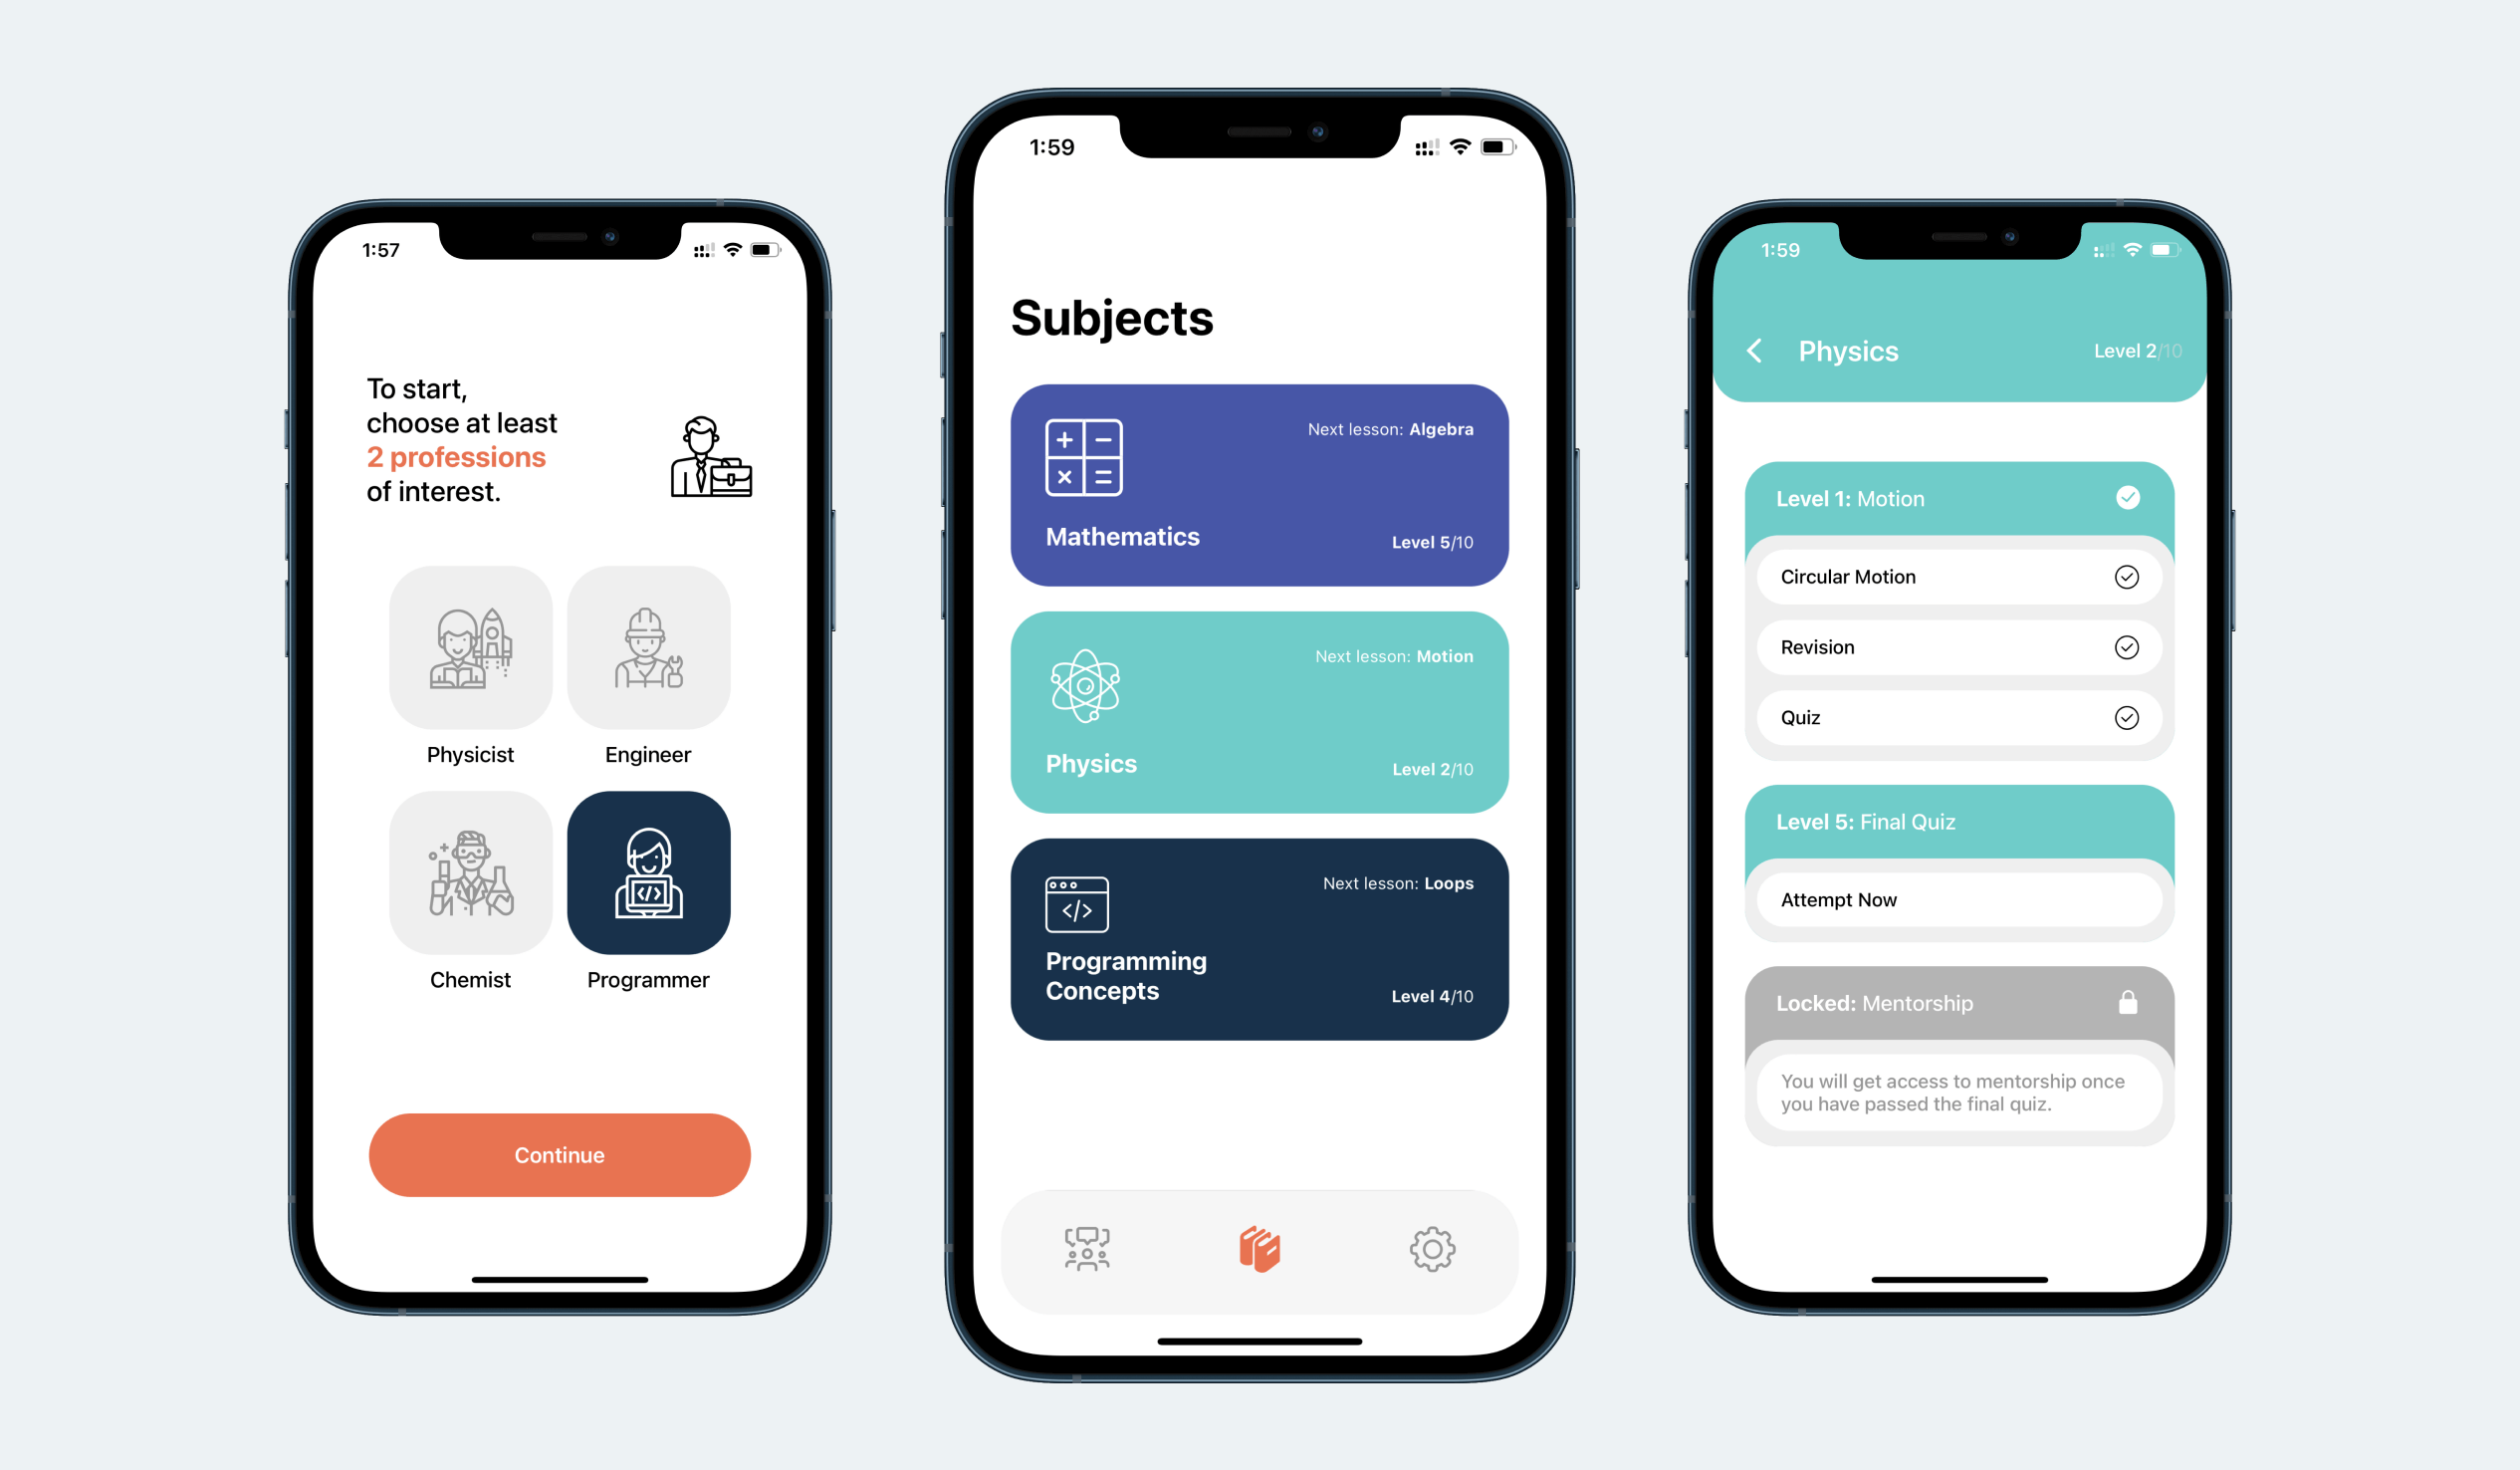 1:57
To start,
choose at least
2 professions
of interest.
Physicist
Engineer
Chemist
Programmer
Continue
1:59
Subjects
Next lesson: Algebra
Mathematics
Level 5/10
Next lesson: Motion
Physics
Level 2/10
Next lesson: Loops
Programming
Concepts
Level 4/10
1:59
Physics
Level 2/10
Level 1: Motion
Circular Motion
Revision
Quiz
Level 5: Final Quiz
Attempt Now
Locked: Mentorship
You will get access to mentorship once
you have passed the final quiz.